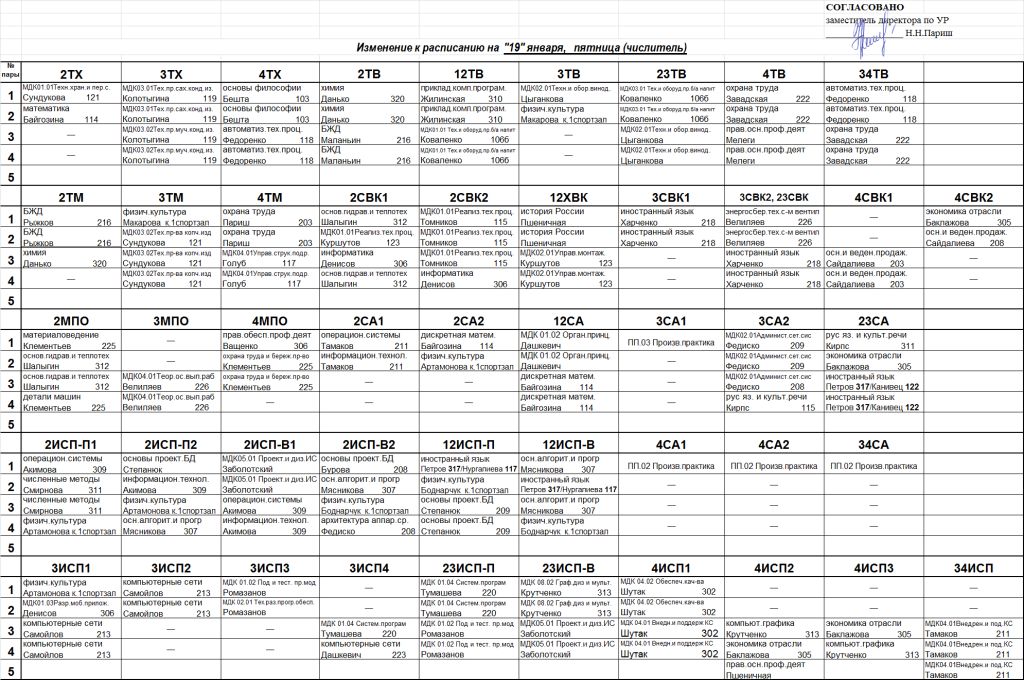 СОГЛАСОВАНО
заместитель директора по УР
Н.Н.Париш
Изменение к расписанию на "19" января, пятница (числитель)
№ пары 2ТХ 3ТХ 4ТХ 2ТВ 12ТВ 3ТВ 23ТВ 4ТВ 34ТВ
1 МДК01.01Техн.хран.и пер.с. МДК03.01Тех.пр.сах.конд.из. основы философии химия приклад.комп.програм. МДК02.01Техн.и обор.винод. МДК03.01 Тех.и оборуд.пр.б/а напит охрана труда автоматиз.тех.проц.
Сундукова 121 Колотыгина 119 Бешта 103 Данько 320 Жилинская 310 Цыганкова Коваленко 106б Завадская 222 Федоренко 118
2 математика МДК03.01Тех.пр.сах.конд.из. основы философии химия приклад.комп.програм. физич.культура МДК03.01 Тех.и оборуд.пр.б/а напит охрана труда автоматиз.тех.проц.
Байгозина 114 Колотыгина 119 Бешта 103 Данько 320 Жилинская 310 Макарова к.1спортзал Коваленко 106б Завадская 222 Федоренко 118
3 — МДК03.02Тех.пр.муч.конд.из. автоматиз.тех.проц. БЖД МДК01.01 Тех.и оборуд.пр.б/а напит — МДК02.01Техн.и обор.винод. прав.осн.проф.деят охрана труда
Колотыгина 119 Федоренко 118 Маланьин 216 Коваленко 106б Цыганкова Мелеги Завадская 222
4 — МДК03.02Тех.пр.муч.конд.из. автоматиз.тех.проц. БЖД МДК01.01 Тех.и оборуд.пр.б/а напит — МДК02.01Техн.и обор.винод. прав.осн.проф.деят охрана труда
Колотыгина 119 Федоренко 118 Маланьин 216 Коваленко 106б Цыганкова Мелеги Завадская 222
5
2ТМ 3ТМ 4ТМ 2СВК1 2СВК2 12ХВК 3СВК1 3СВК2, 23СВК 4СВК1 4СВК2
1 БЖД физич.культура охрана труда основ.гидрав.и теплотех МДК01.01Реализ.тех.проц. история России иностранный язык энергосбер.тех.с-м вентил — экономика отрасли
Рыжков 216 Макарова к.1спортзал Париш 203 Шалыгин 312 Томников 115 Пшеничная Харченко 218 Велиляев 226 Баклажова 305
2 БЖД МДК03.02Тех.пр-ва копч.изд охрана труда МДК01.01Реализ.тех.проц. МДК01.01Реализ.тех.проц. история России иностранный язык энергосбер.тех.с-м вентил — осн.и веден.продаж.
Рыжков 216 Сундукова 121 Париш 203 Куршутов 123 Томников 115 Пшеничная Харченко 218 Велиляев 226 Сайдалиева 208
3 химия МДК03.02Тех.пр-ва копч.изд МДК04.01Управ.струк.подр. информатика МДК01.01Реализ.тех.проц. МДК02.01Управ.монтаж. — иностранный язык осн.и веден.продаж. —
Данько 320 Сундукова 121 Голуб 117 Денисов 306 Томников 115 Куршутов 123 Харченко 218 Сайдалиева 203
4 — МДК03.02Тех.пр-ва копч.изд МДК04.01Управ.струк.подр. основ.гидрав.и теплотех информатика МДК02.01Управ.монтаж. — иностранный язык осн.и веден.продаж. —
Сундукова 121 Голуб 117 Шалыгин 312 Денисов 306 Куршутов 123 Харченко 218 Сайдалиева 203
5
2МПО 3МПО 4МПО 2СА1 2СА2 12СА 3СА1 3СА2 23СА
1 материаловедение — прав.обесп.проф.деят операцион.системы дискретная матем. МДК 01.02 Орган.принц. ПП.03 Произв.практика МДК02.01Админист.сет.сис рус яз. и культ речи
Клементьев 225 Ващенко 306 Тамаков 211 Байгозина 114 Дашкевич Федиско 209 Кирпс 311
2 основ.гидрав.и теплотех — охрана труда и береж.пр-во информацион.технол. физич.культура МДК 01.02 Орган.принц. — МДК02.01Админист.сет.сис экономика отрасли
Шалыгин 312 Клементьев 225 Тамаков 211 Артамонова к.1спортзал Дашкевич Федиско 209 Баклажова 305
3 основ.гидрав.и теплотех МДК04.01Теор.ос.вып.раб охрана труда и береж.пр-во — — дискретная матем. — МДК02.01Админист.сет.сис иностранный язык
Шалыгин 312 Велиляев 226 Клементьев 225 Байгозина 114 Федиско 208 Петров 317/Канивец 122
4 детали машин МДК04.01Теор.ос.вып.раб — — — дискретная матем. — рус яз. и культ.речи иностранный язык
Клементьев 225 Велиляев 226 Байгозина 114 Кирпс 115 Петров 317/Канивец 122
5
2ИСП-П1 2ИСП-П2 2ИСП-В1 2ИСП-В2 12ИСП-П 12ИСП-В 4СА1 4СА2 34СА
1 операцион.системы основы проект.БД МДК05.01 Проект.и диз.ИС основы проект.БД иностранный язык осн.алгорит.и прогр ПП.02 Произв.практика ПП.02 Произв.практика ПП.02 Произв.практика
Акимова 309 Степанюк Заболотский Бурова 208 Петров 317/Нургалиева 117 Мясникова 307
2 численные методы информацион.технол. МДК05.01 Проект.и диз.ИС осн.алгорит.и прогр физич.культура иностранный язык — — —
Смирнова 311 Акимова 309 Заболотский Мясникова 307 Боднарчук к.1спортзал Петров 317/Нургалиева 117
3 численные методы физич.культура операцион.системы физич.культура основы проект.БД осн.алгорит.и прогр — — —
Смирнова 311 Артамонова к.1спортзал Акимова 309 Боднарчук к.1спортзал Степанюк 209 Мясникова 307
4 физич.культура осн.алгорит.и прогр информацион.технол. архитектура аппар.ср. основы проект.БД физич.культура — — —
Артамонова к.1спортзал Мясникова 307 Акимова 309 Федиско 208 Степанюк 209 Боднарчук к.1спортзал
5
3ИСП1 3ИСП2 3ИСП3 3ИСП4 23ИСП-П 23ИСП-В 4ИСП1 4ИСП2 4ИСП3 34ИСП
1 физич.культура компьютерные сети МДК 01.02 Под и тест. пр.мод — МДК 01.04 Систем.програм МДК 08.02 Граф.диз и мульт. МДК 04.02 Обеспеч.кач-ва — — —
Артамонова к.1спортзал Самойлов 213 Ромазанов Тумашева 220 Крутченко 313 Шутак 302
2 МДК01.03Разр.моб.прилож. компьютерные сети МДК 02.01 Тех.раз.прогр.обесп. — МДК 01.04 Систем.програм МДК 08.02 Граф.диз и мульт. МДК 04.02 Обеспеч.кач-ва — — —
Денисов 306 Самойлов 213 Ромазанов Тумашева 220 Крутченко 313 Шутак 302
3 компьютерные сети — — МДК 01.04 Систем.програм МДК 01.02 Под и тест. пр.мод МДК05.01 Проект.и диз.ИС МДК 04.01 Внедн.и поддерж.КС компьют.графика экономика отрасли МДК04.01Внедрен.и под.КС
Самойлов 213 Тумашева 220 Ромазанов Заболотский Шутак 302 Крутченко 313 Баклажова 305 Тамаков 211
4 компьютерные сети — — компьютерные сети МДК 01.02 Под и тест. пр.мод МДК05.01 Проект.и диз.ИС МДК 04.01 Внедн.и поддерж.КС экономика отрасли компьют.графика МДК04.01Внедрен.и под.КС
Самойлов 213 Дашкевич 223 Ромазанов Заболотский Шутак 302 Баклажова 305 Крутченко 313 Тамаков 211
5 прав.осн.проф.деят МДК04.01Внедрен.и под.КС
Пшеничная Тамаков 211